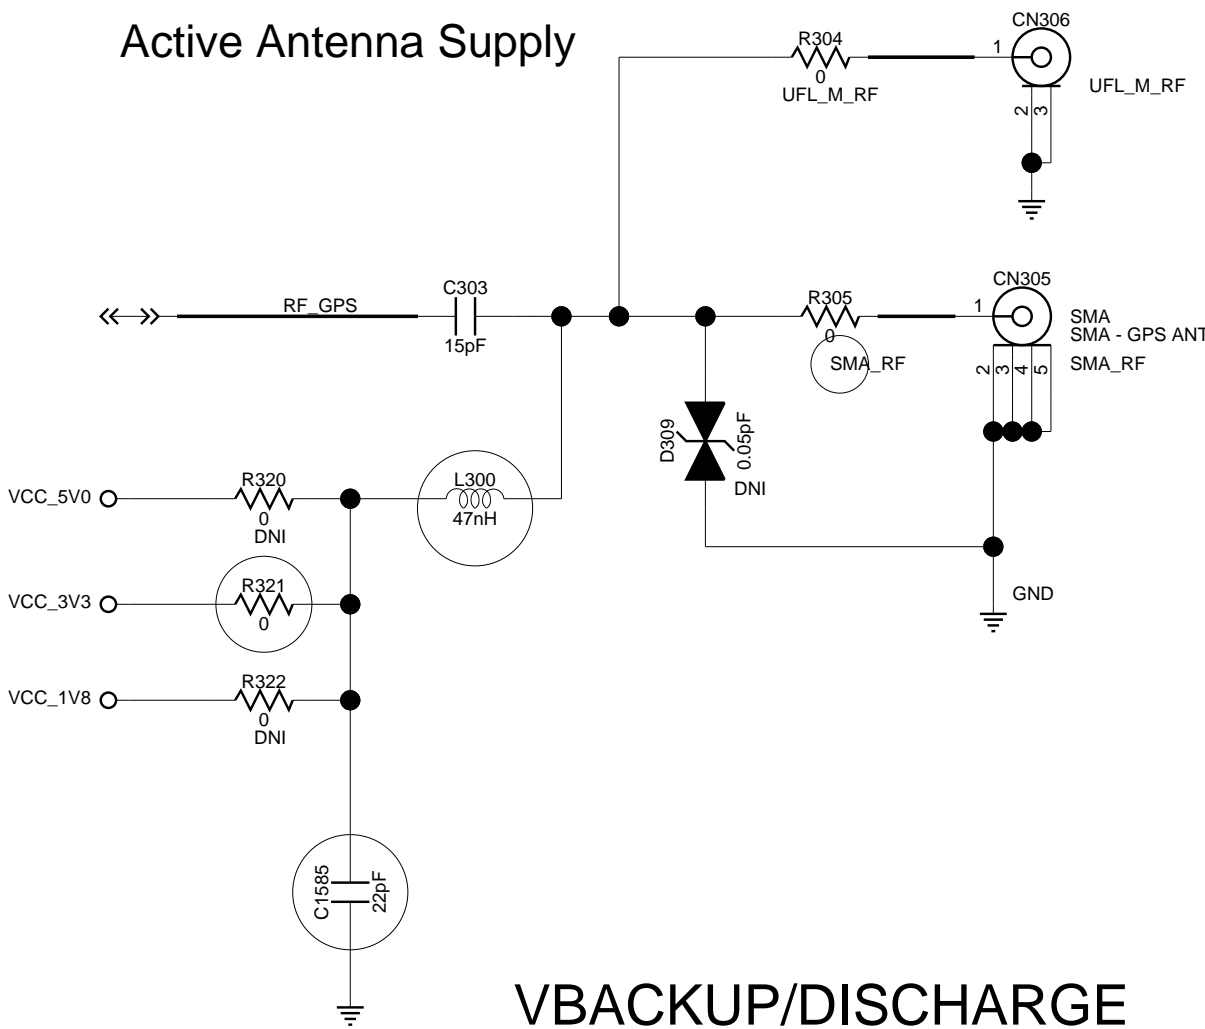 Active Antenna Supply
CN306
R304
1
0
UFL_M_RF
UFL_M_RF
2
3
CN305
C303
R305
RF_GPS
1
SMA
15pF
0
SMA - GPS ANT
SMA_RF
SMA_RF
2
3
4
5
D309
0.05pF
DNI
R320
L300
VCC_5V0
0
47nH
DNI
R321
VCC_3V3
0
GND
R322
VCC_1V8
0
DNI
C1585
22pF
VBACKUP/DISCHARGE